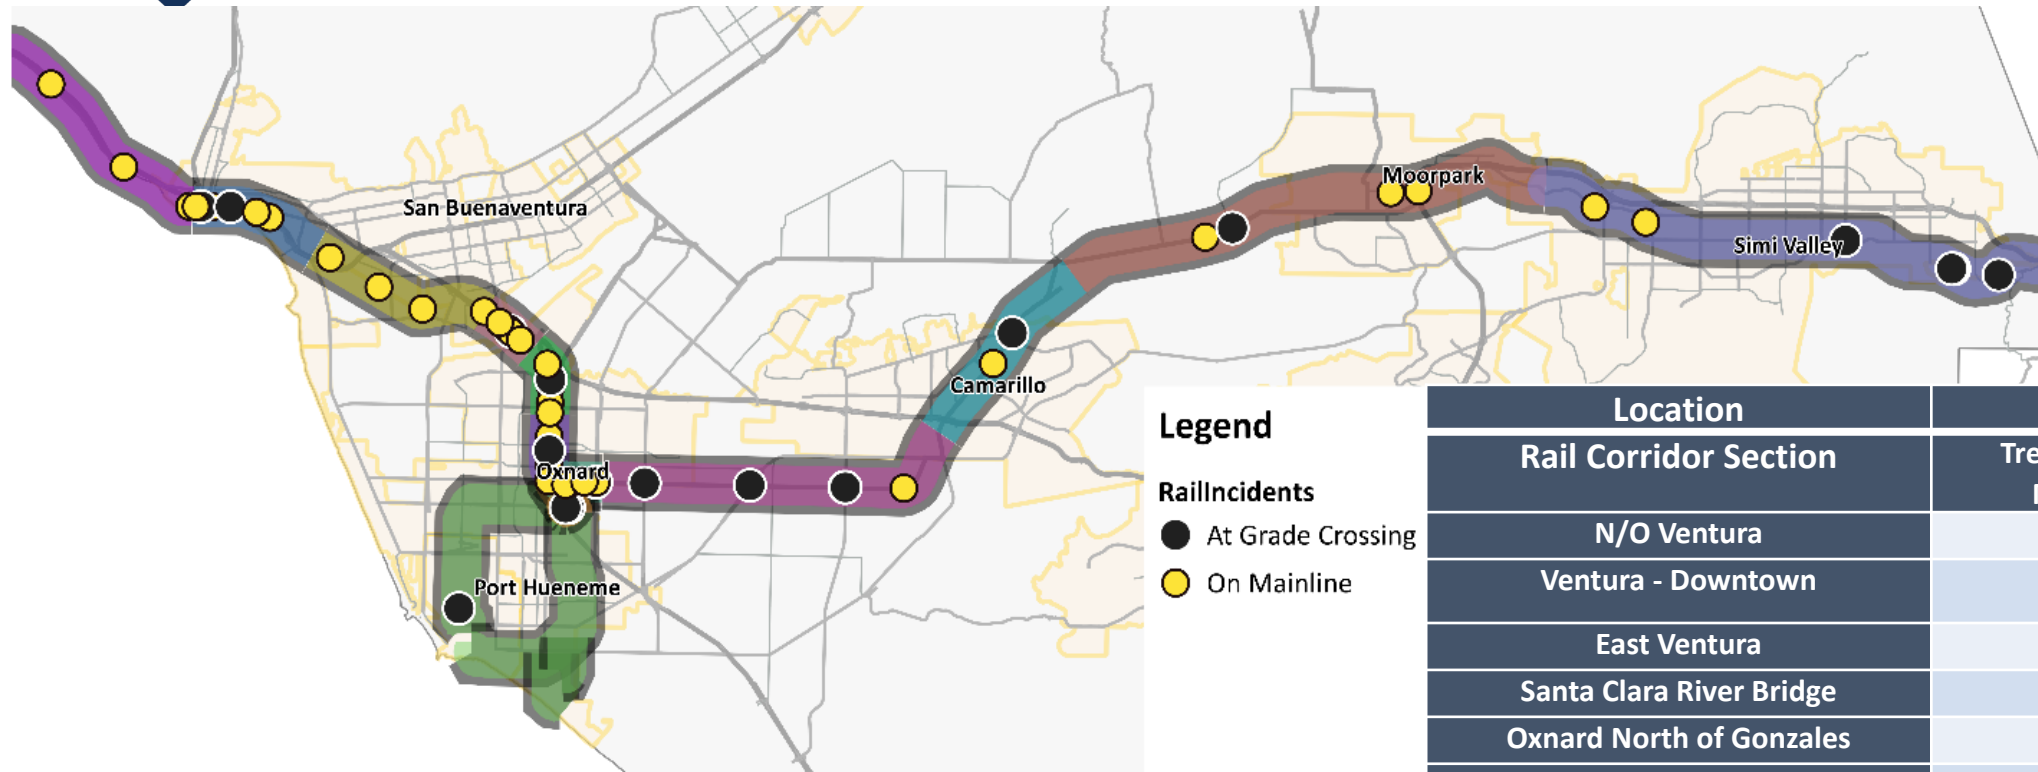 San Buenaventura
Moorpark
Simi Valley
Camarillo
Oxnard
Port Hueneme
Legend
RailIncidents
At Grade Crossing
On Mainline
Location
Rail Corridor Section
Tre
N/O Ventura
Ventura - Downtown
East Ventura
Santa Clara River Bridge
Oxnard North of Gonzales